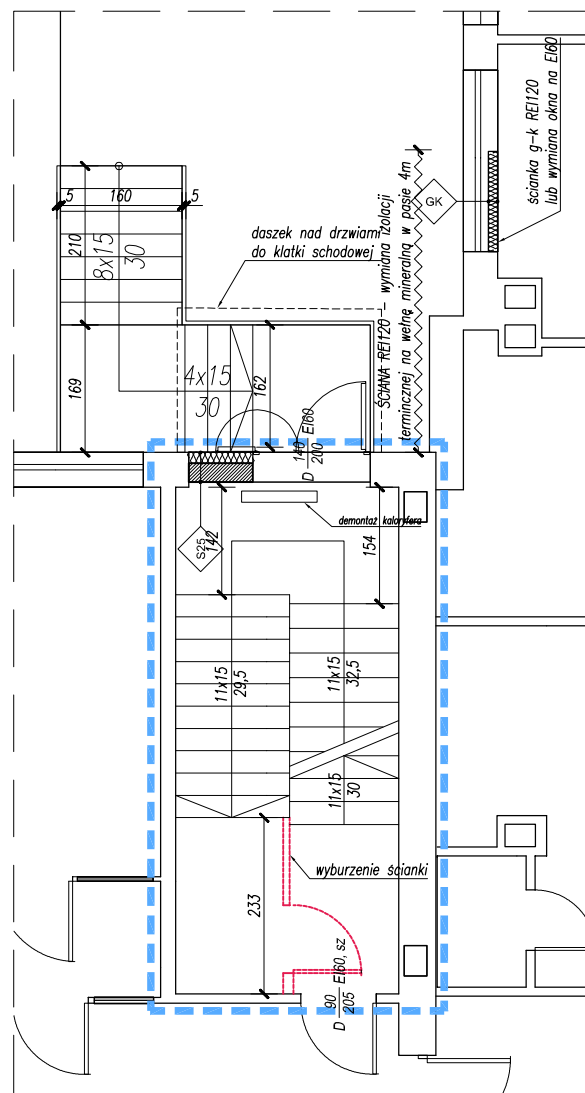 ścianka g-k REI120
lub wymiana okna na EI60
GK
5
160
5
210
8x15
30
daszek nad drzwiami
do klatki schodowej
ŚCIANA REI120 - wymiana izolacji
termincznej na wełnę mineralną w pasie 4m
169
4x15
30
162
D 140 EI60
200
S25
142
demontaż kaloryfera
154
11x15
29,5
11x15
32,5
11x15
30
wyburzenie ścianki
233
D 90 EI60, sz
205